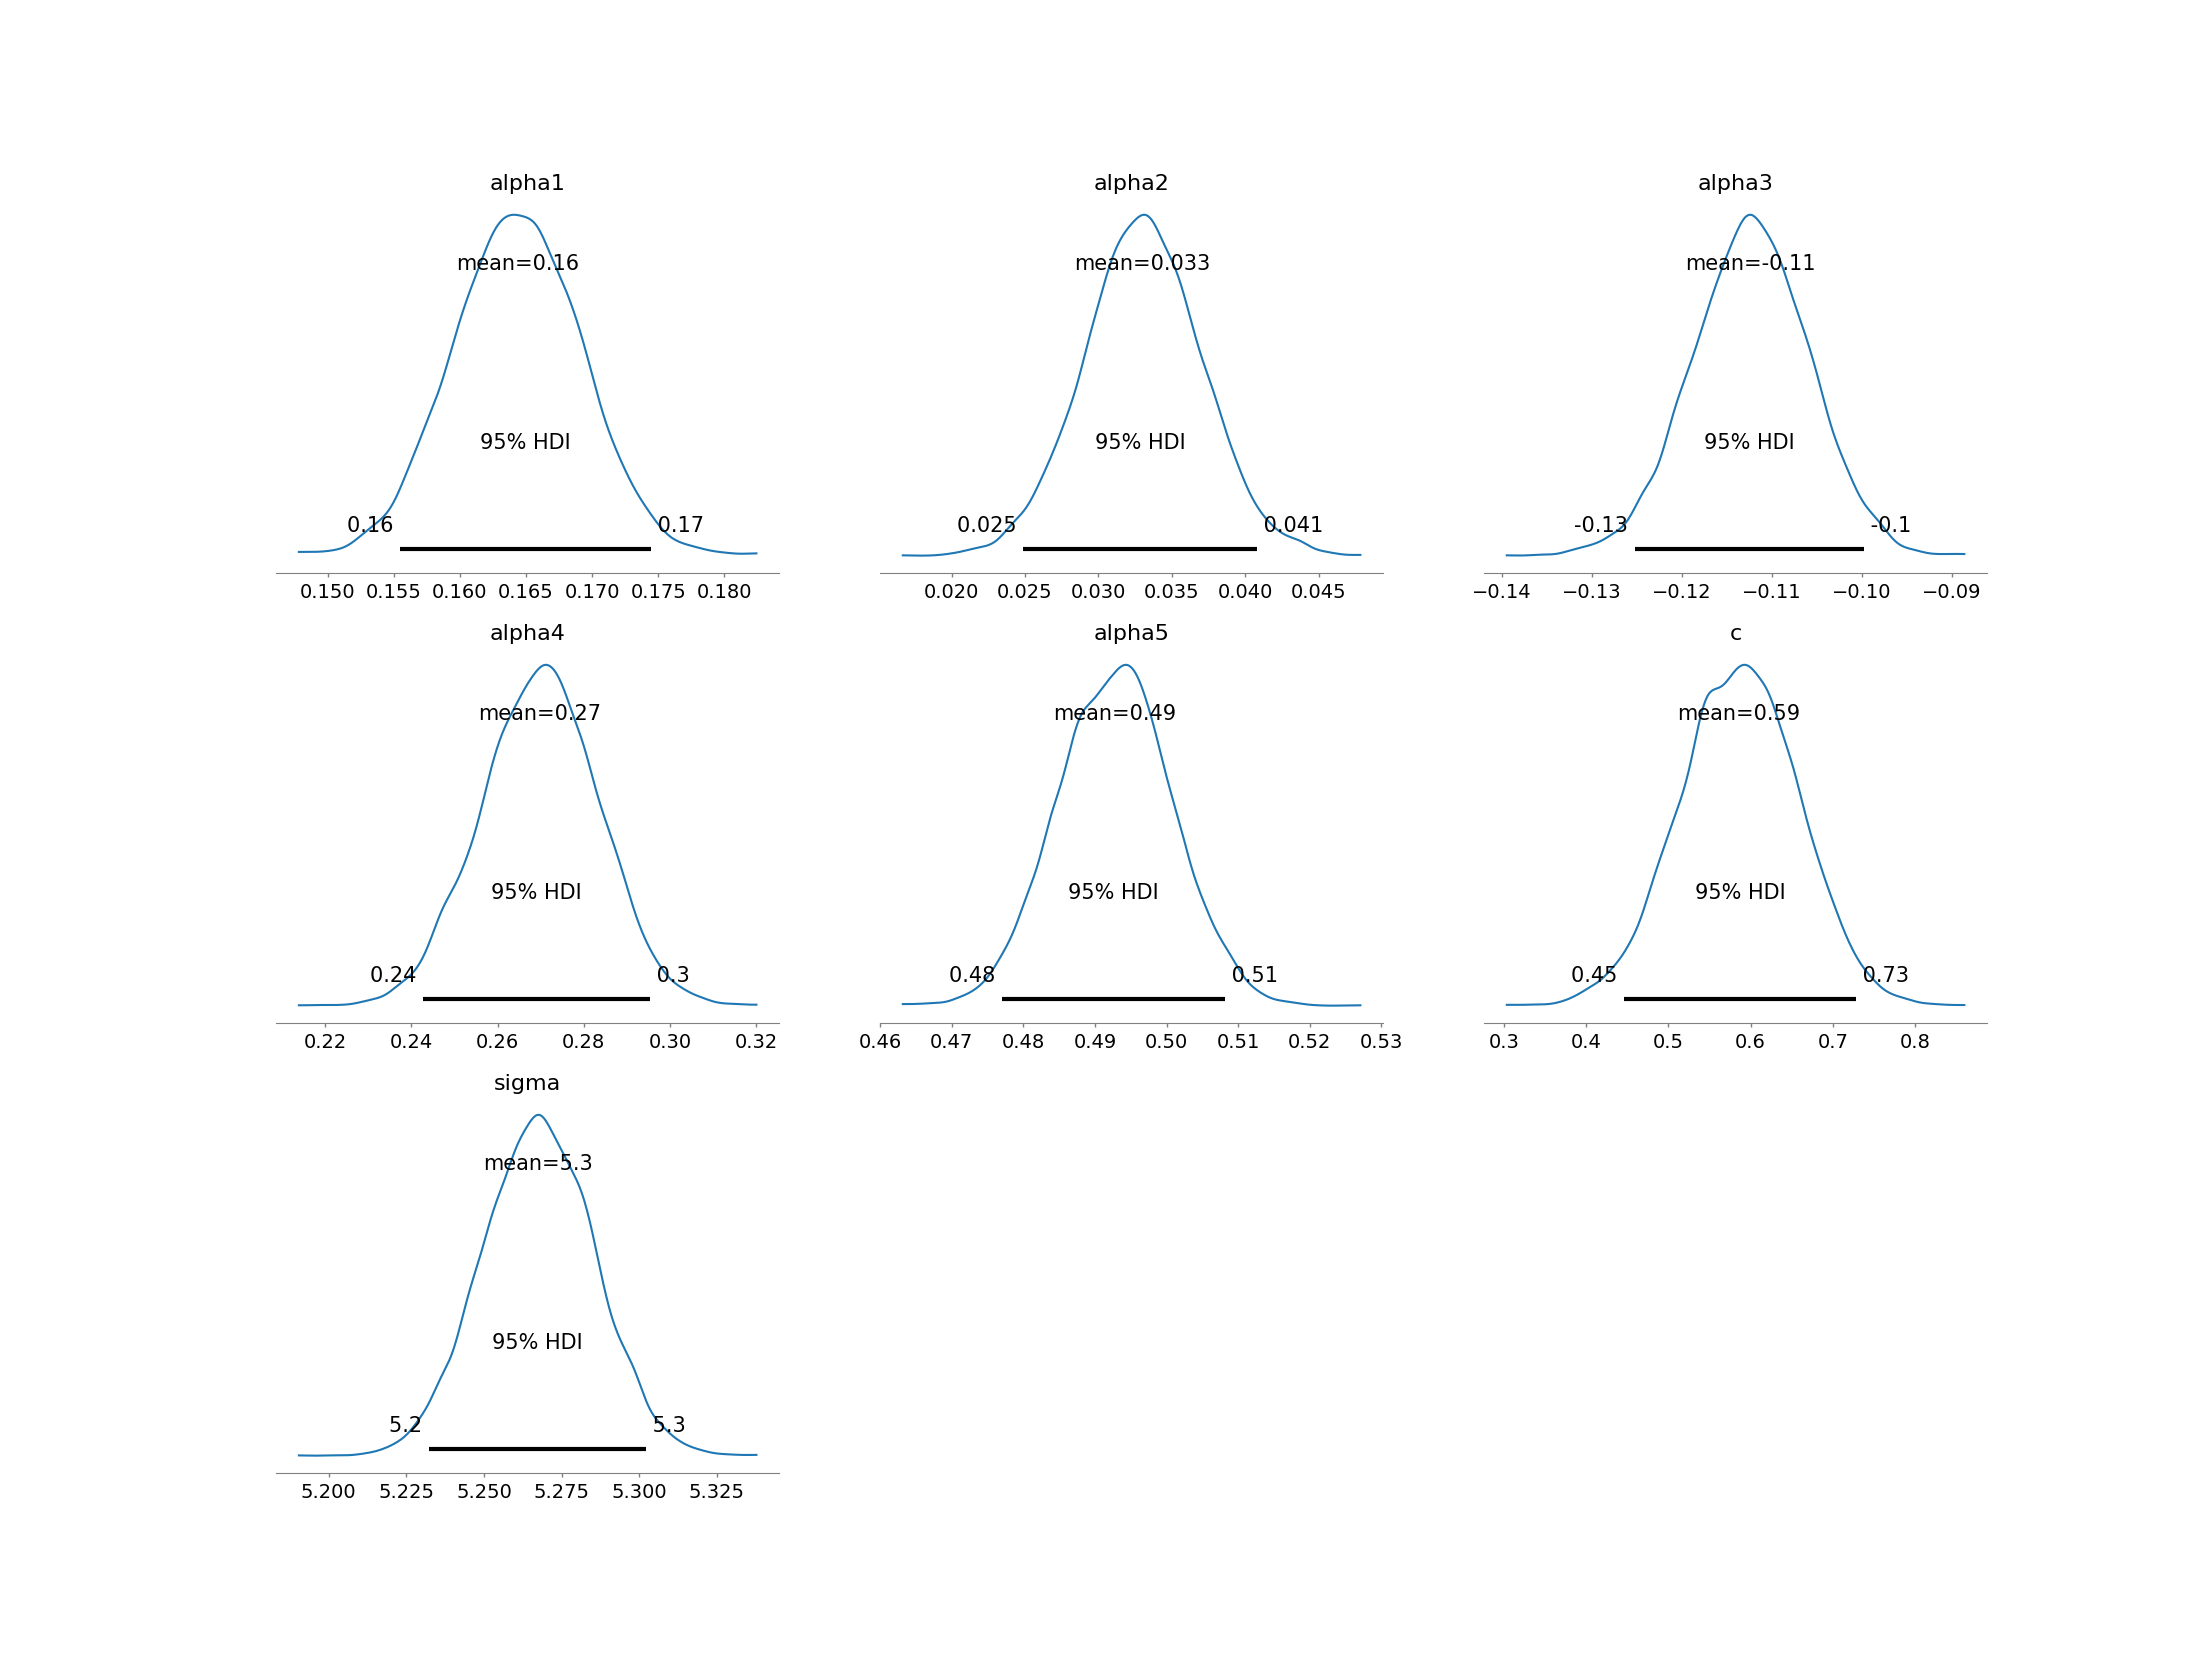 alpha1
mean=0.16
95% HDI
0.16 0.17
0.150 0.155 0.160 0.165 0.170 0.175 0.180
alpha2
mean=0.033
95% HDI
0.025 0.041
0.020 0.025 0.030 0.035 0.040 0.045
alpha3
mean=-0.11
95% HDI
-0.13 -0.1
−0.14 −0.13 −0.12 −0.11 −0.10 −0.09
alpha4
mean=0.27
95% HDI
0.24 0.3
0.22 0.24 0.26 0.28 0.30 0.32
alpha5
mean=0.49
95% HDI
0.48 0.51
0.46 0.47 0.48 0.49 0.50 0.51 0.52 0.53
c
mean=0.59
95% HDI
0.45 0.73
0.3 0.4 0.5 0.6 0.7 0.8
sigma
mean=5.3
95% HDI
5.2 5.3
5.200 5.225 5.250 5.275 5.300 5.325